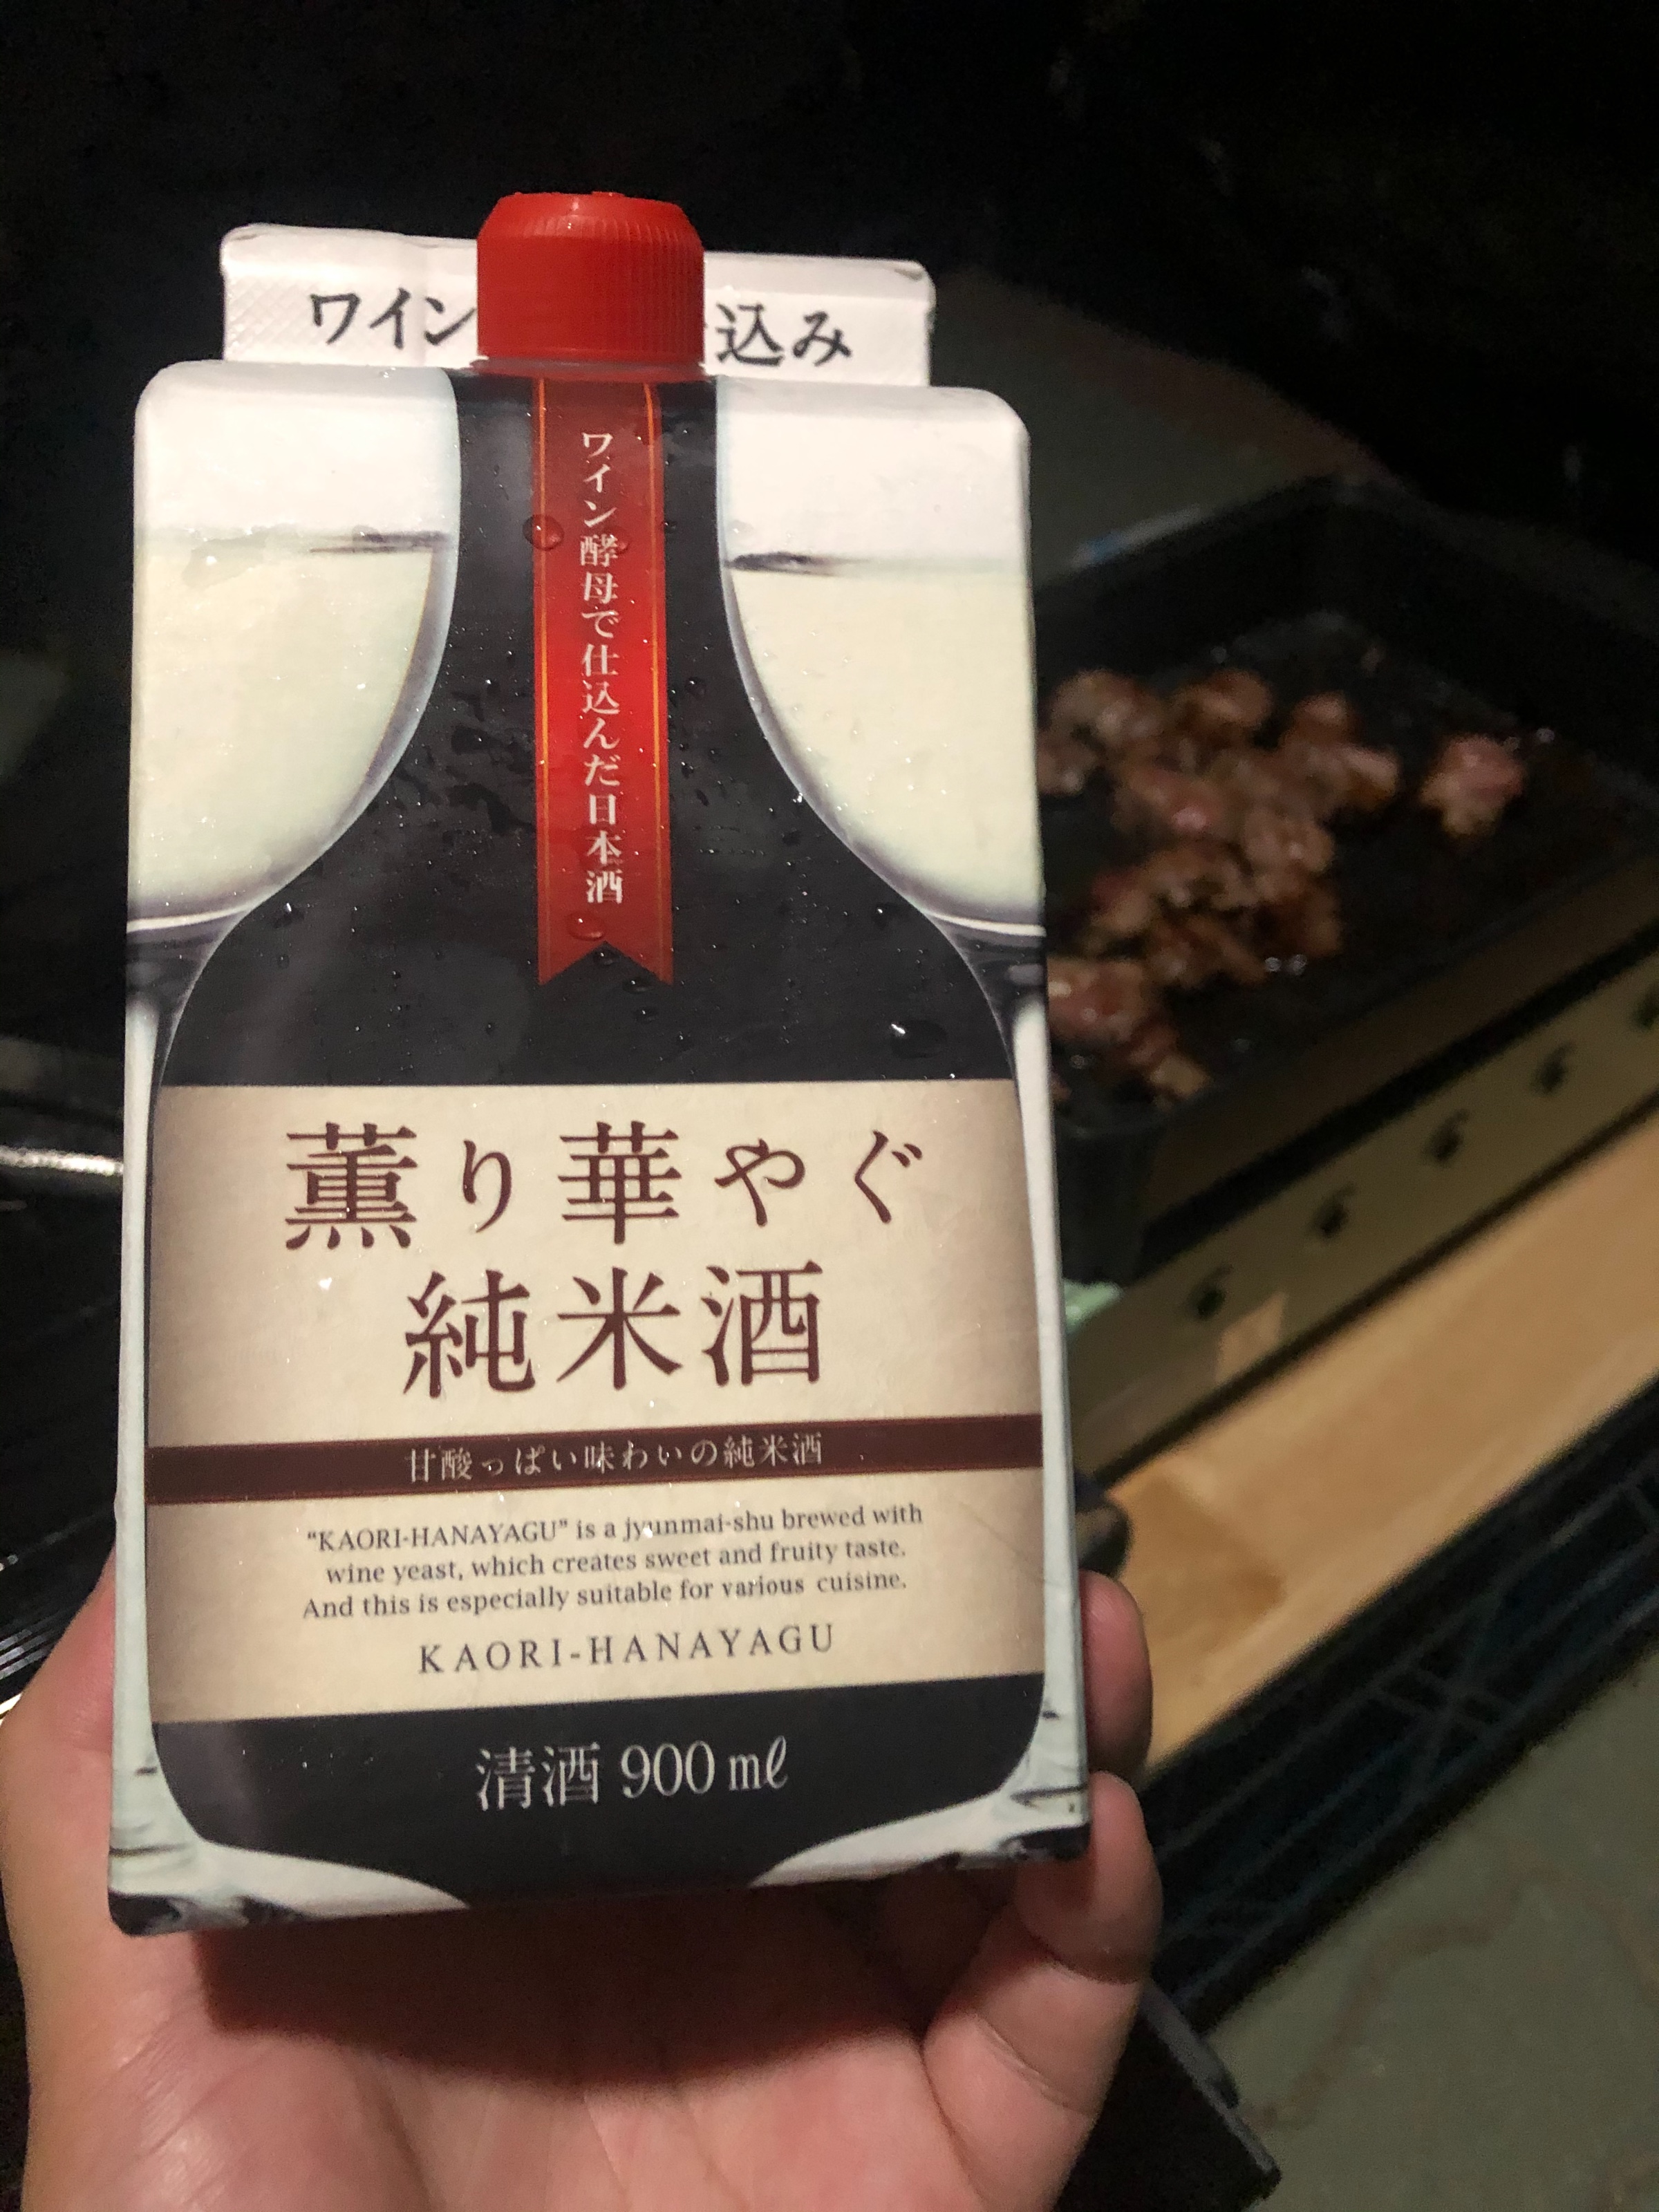 ワイン 込み
ワイン酵母で仕込んだ日本酒
薫り華やぐ
純米酒
甘酸っぱい味わいの純米酒
"KAORI-HANAYAGU" is a jyunmai-shu brewed with
wine yeast, which creates sweet and fruity taste.
And this is especially suitable for various cuisine.
KAORI-HANAYAGU
清酒 900㎖